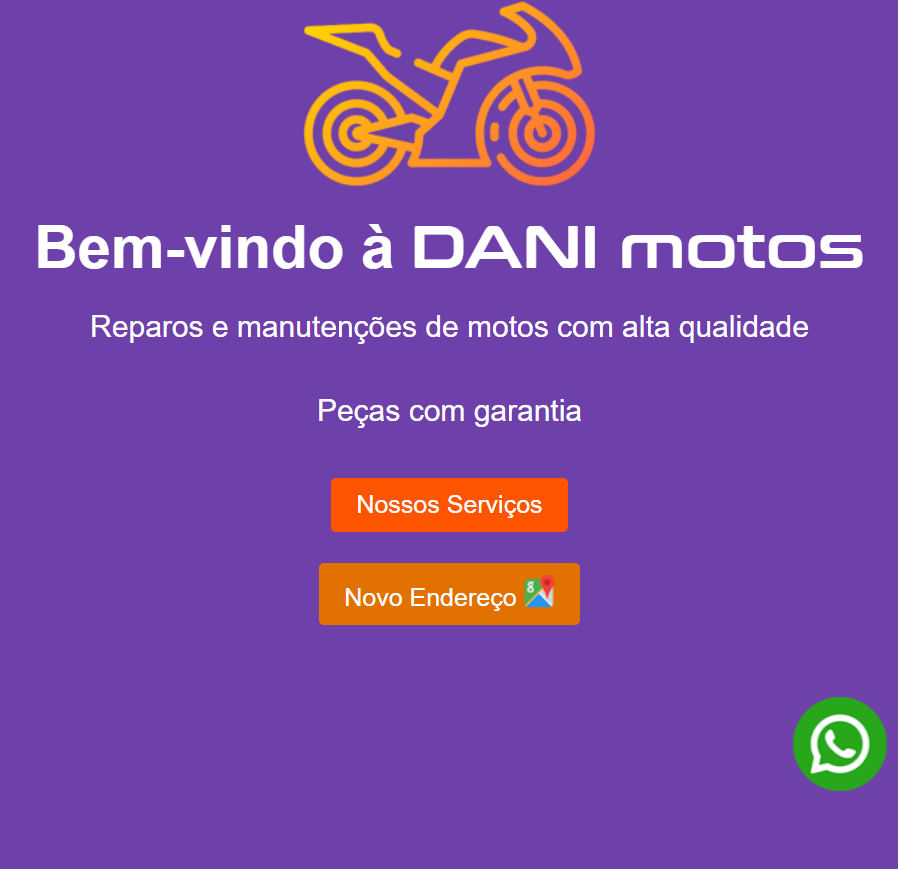 Bem-vindo à DANI motos
Reparos e manutenções de motos com alta qualidade
Peças com garantia
Nossos Serviços
Novo Endereço